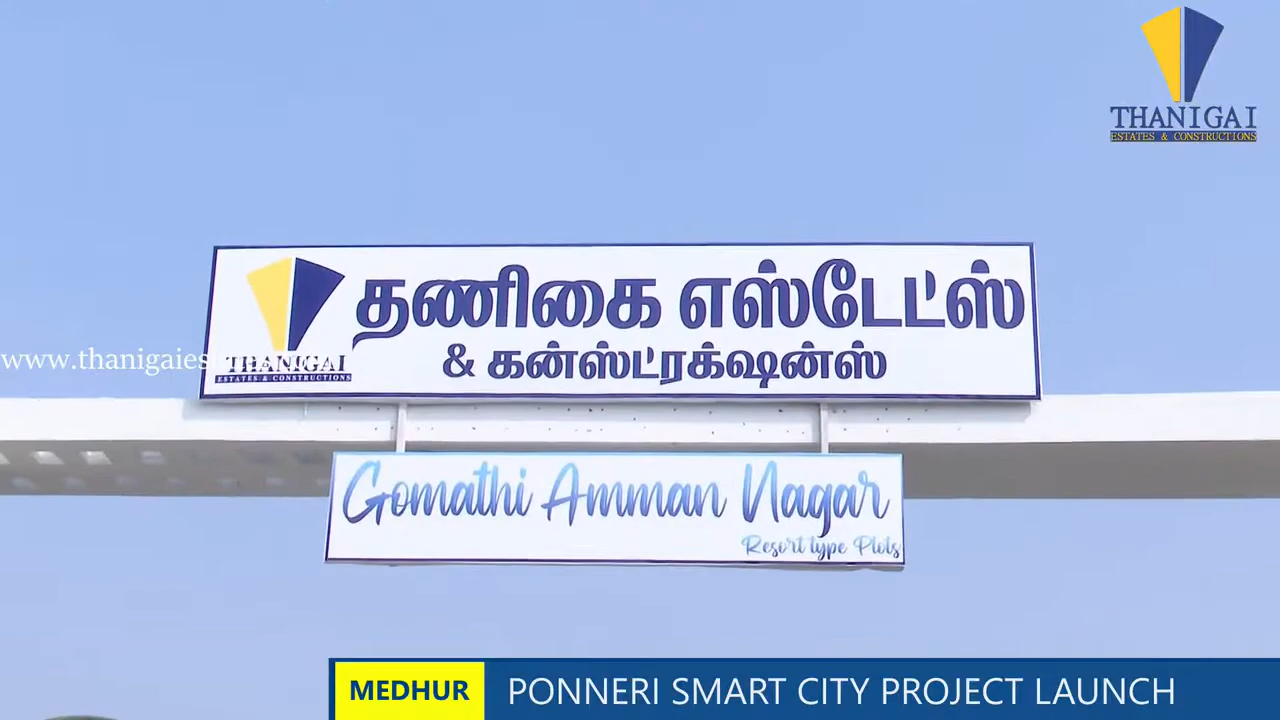 THANIGAI
ESTATES & CONSTRUCTIONS
தணிகை எஸ்டேட்ஸ்
& கன்ஸ்ட்ரக்ஷன்ஸ்
THANIGAI
ESTATES & CONSTRUCTIONS
Gomathi Amman Nagar
Resort type Plots
MEDHUR PONNERI SMART CITY PROJECT LAUNCH